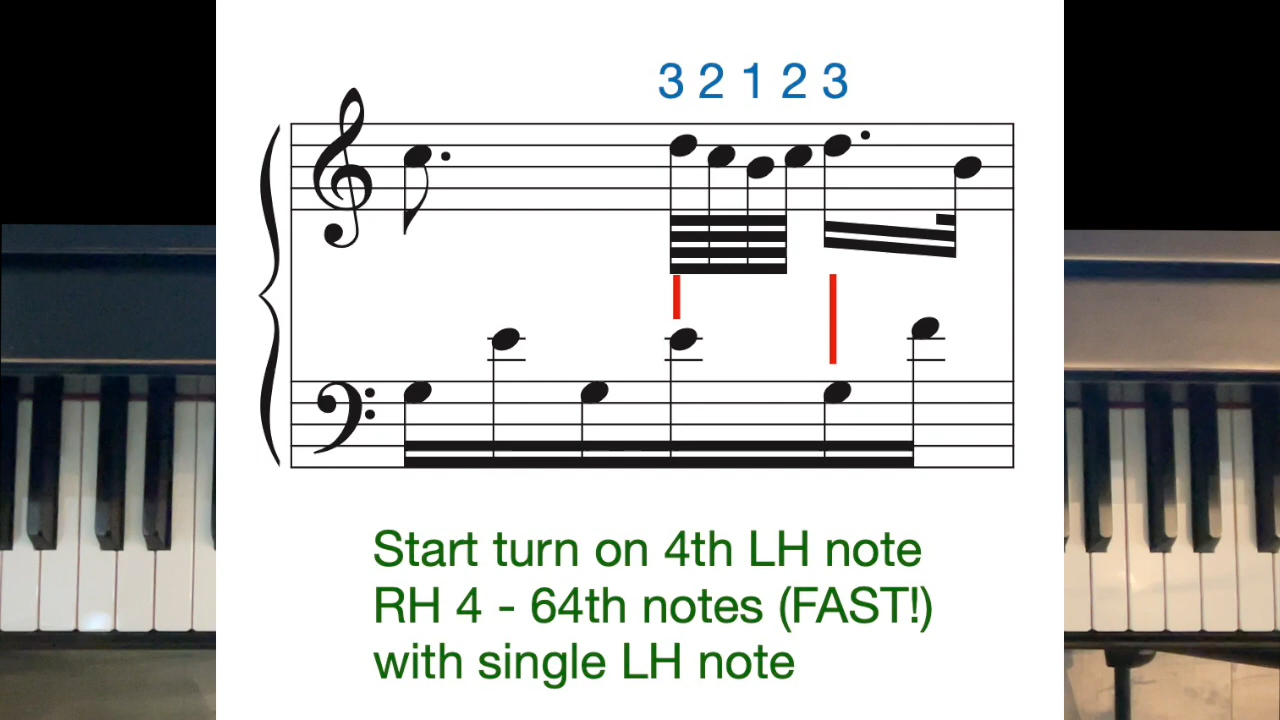 3 2 1 2 3
Start turn on 4th LH note
RH 4 - 64th notes (FAST!)
with single LH note